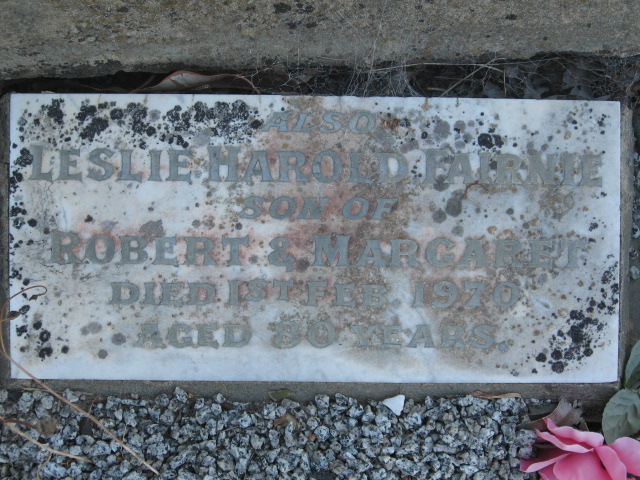 ALSO
LESLIE HAROLD FAIRNIE
SON OF
ROBERT & MARGARET
DIED 1ST FEB. 1970
AGED 80 YEARS.